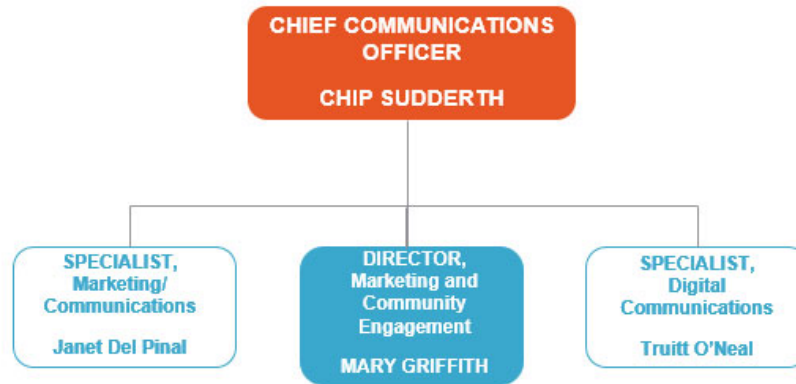 CHIEF COMMUNICATIONS
OFFICER
CHIP SUDDERTH
SPECIALIST,
Marketing/
Communications
Janet Del Pinal
DIRECTOR,
Marketing and
Community
Engagement
MARY GRIFFITH
SPECIALIST,
Digital
Communications
Truitt O'Neal